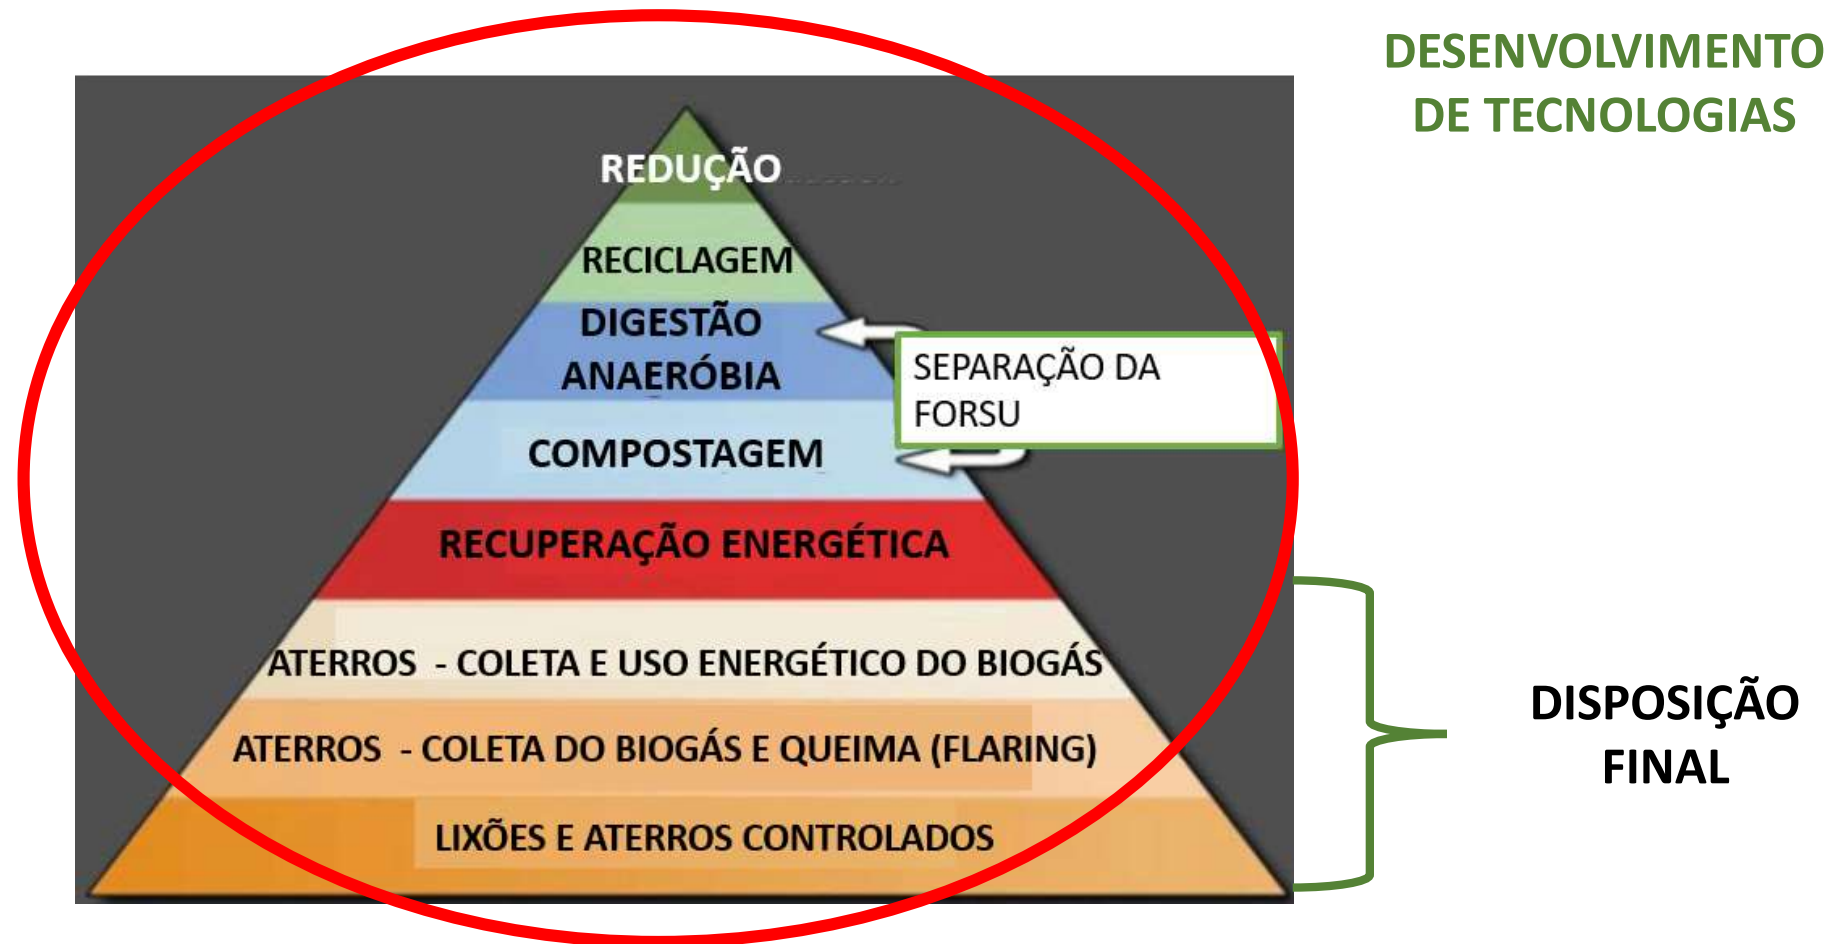 DESENVOLVIMENTO
DE TECNOLOGIAS
REDUÇÃO
RECICLAGEM
DIGESTÃO
ANAERÓBIA
SEPARAÇÃO DA
FORSU
COMPOSTAGEM
RECUPERAÇÃO ENERGÉTICA
ATERROS - COLETA E USO ENERGÉTICO DO BIOGÁS
ATERROS - COLETA DO BIOGÁS E QUEIMA (FLARING)
LIXÕES E ATERROS CONTROLADOS
DISPOSIÇÃO
FINAL